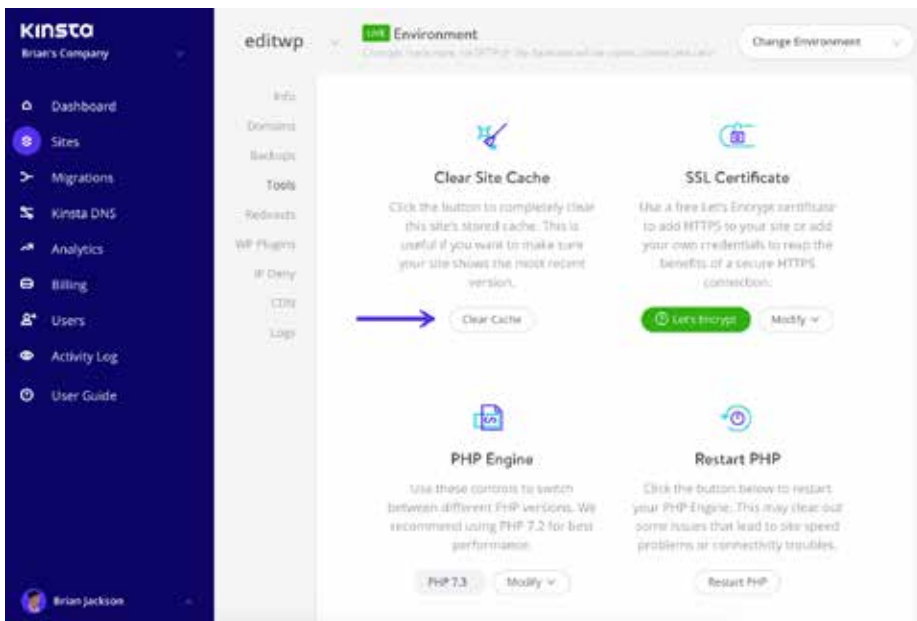 KINSTA
Brian's Company
Dashboard
Sites
Migrations
Kinsta DNS
Analytics
Billing
Users
Activity Log
User Guide
Brian Jackson
editwp
Info
Domains
Backups
Tools
Redirects
WP Plugins
IP Deny
CDN
Logs
LIVE Environment
Change Environment
Clear Site Cache
Click the button to completely clear
this site's stored cache. This is
useful if you want to make sure
your site shows the most recent
version.
Clear Cache
SSL Certificate
Use a free Let's Encrypt certificate
to add HTTPS to your site or add
your own credentials to reap the
benefits of a secure HTTPS
connection.
Let's Encrypt
Modify
PHP Engine
Use these controls to switch
between different PHP versions. We
recommend using PHP 7.2 for best
performance.
PHP 7.3
Modify
Restart PHP
Click the button below to restart
your PHP Engine. This may clear out
some issues that lead to site speed
problems or connectivity troubles.
Restart PHP